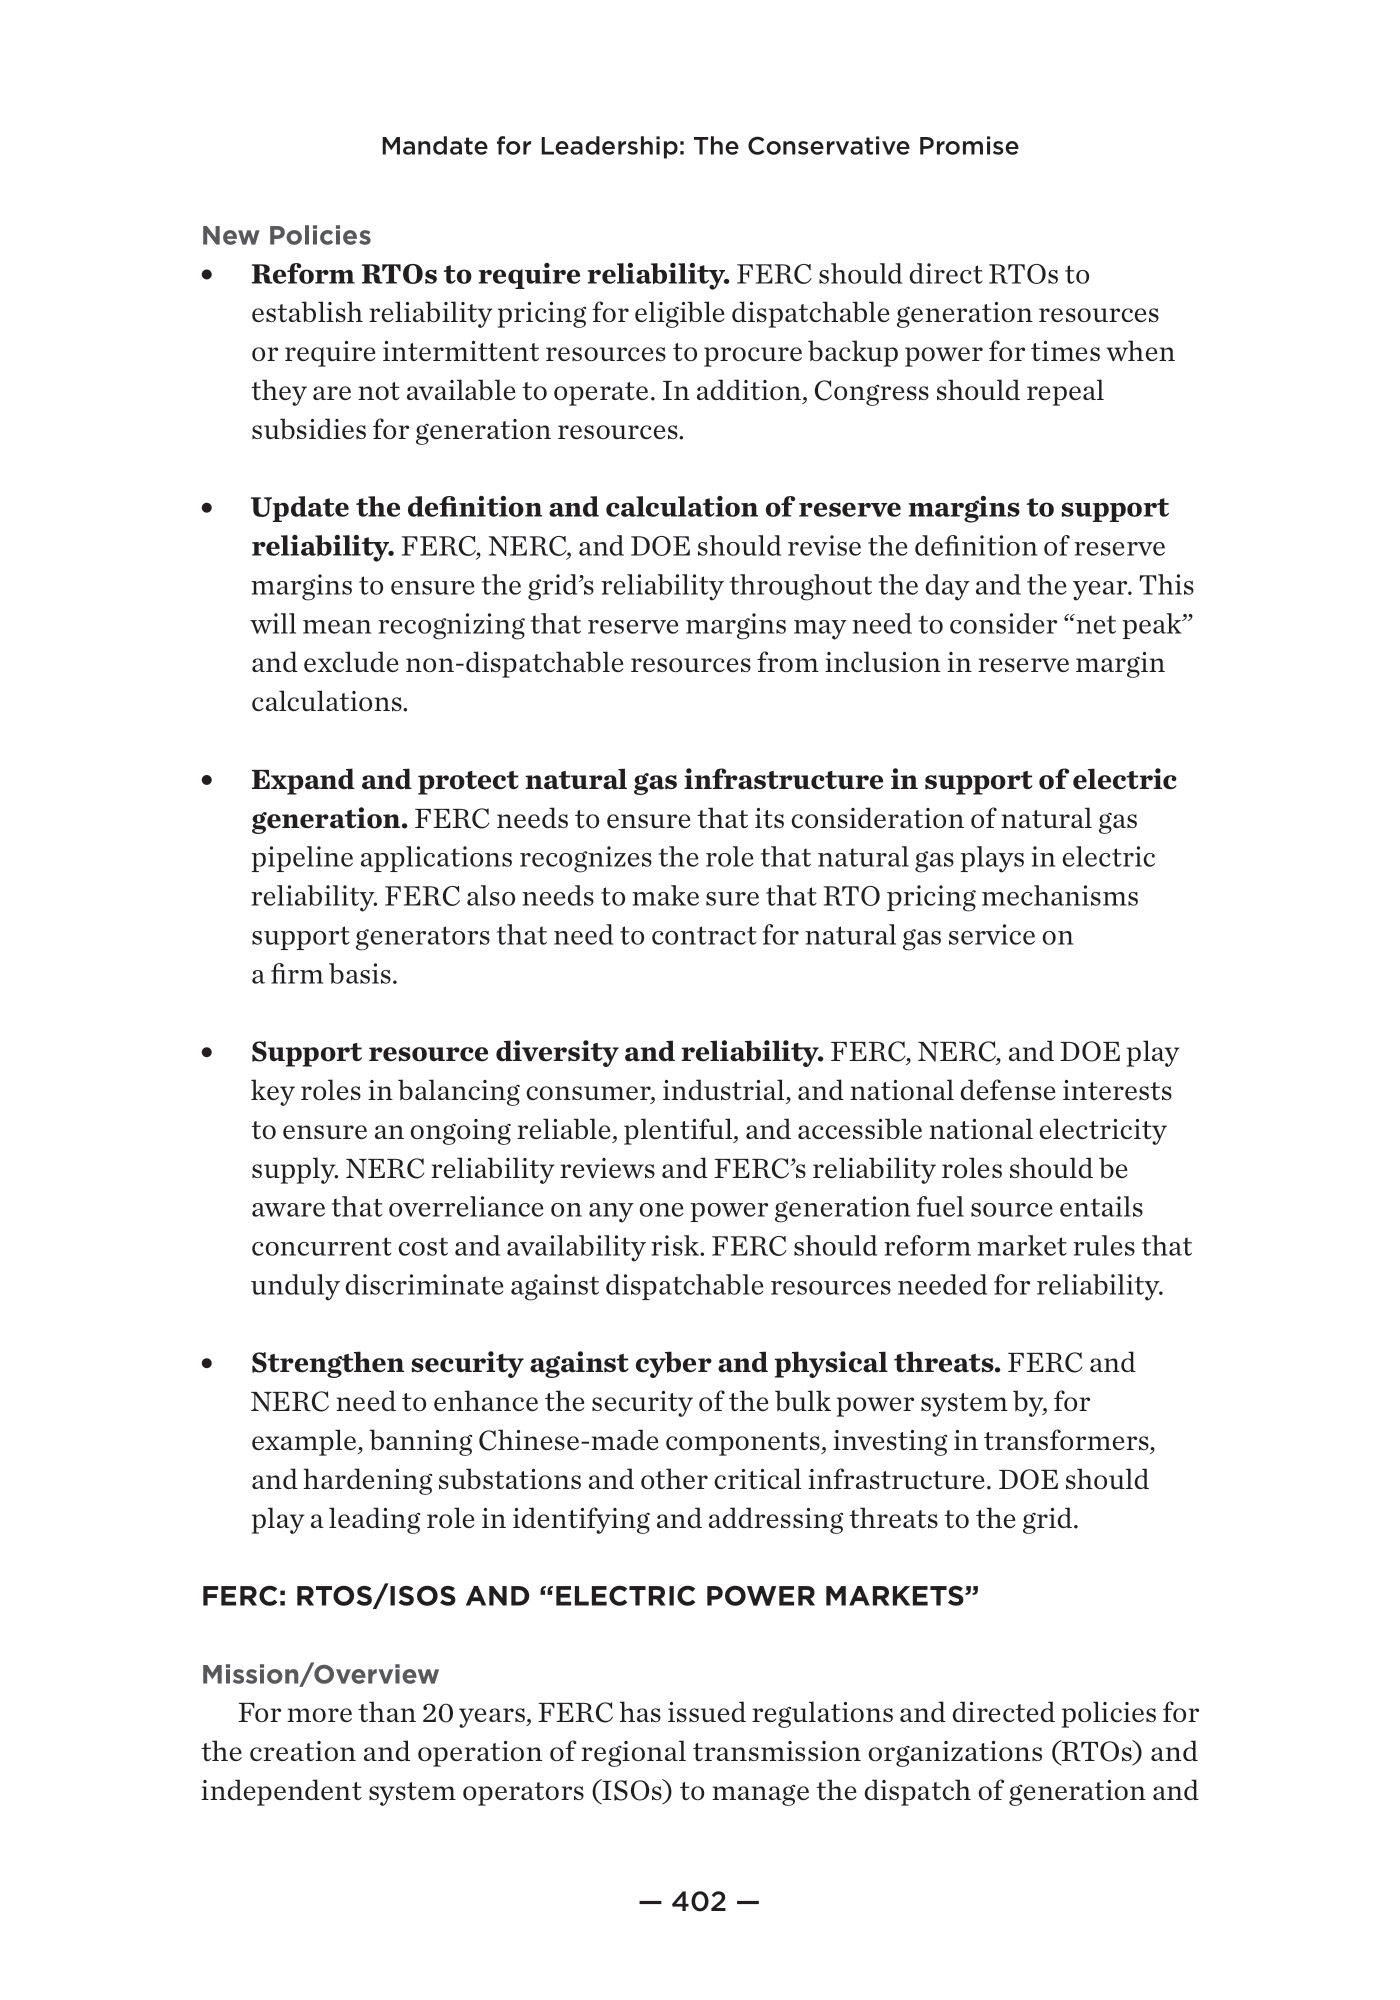 Mandate for Leadership: The Conservative Promise
New Policies
• Reform RTOs to require reliability. FERC should direct RTOs to
establish reliability pricing for eligible dispatchable generation resources
or require intermittent resources to procure backup power for times when
they are not available to operate. In addition, Congress should repeal
subsidies for generation resources.
• Update the definition and calculation of reserve margins to support
reliability. FERC, NERC, and DOE should revise the definition of reserve
margins to ensure the grid’s reliability throughout the day and the year. This
will mean recognizing that reserve margins may need to consider “net peak”
and exclude non-dispatchable resources from inclusion in reserve margin
calculations.
• Expand and protect natural gas infrastructure in support of electric
generation. FERC needs to ensure that its consideration of natural gas
pipeline applications recognizes the role that natural gas plays in electric
reliability. FERC also needs to make sure that RTO pricing mechanisms
support generators that need to contract for natural gas service on
a firm basis.
• Support resource diversity and reliability. FERC, NERC, and DOE play
key roles in balancing consumer, industrial, and national defense interests
to ensure an ongoing reliable, plentiful, and accessible national electricity
supply. NERC reliability reviews and FERC’s reliability roles should be
aware that overreliance on any one power generation fuel source entails
concurrent cost and availability risk. FERC should reform market rules that
unduly discriminate against dispatchable resources needed for reliability.
• Strengthen security against cyber and physical threats. FERC and
NERC need to enhance the security of the bulk power system by, for
example, banning Chinese-made components, investing in transformers,
and hardening substations and other critical infrastructure. DOE should
play a leading role in identifying and addressing threats to the grid.
FERC: RTOS/ISOS AND “ELECTRIC POWER MARKETS”
Mission/Overview
For more than 20 years, FERC has issued regulations and directed policies for
the creation and operation of regional transmission organizations (RTOs) and
independent system operators (ISOs) to manage the dispatch of generation and
— 402 —